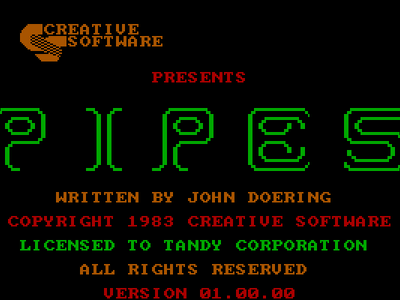 CREATIVE
SOFTWARE
PRESENTS
PIPES
WRITTEN BY JOHN DOERING
COPYRIGHT 1983 CREATIVE SOFTWARE
LICENSED TO TANDY CORPORATION
ALL RIGHTS RESERVED
VERSION 01.00.00